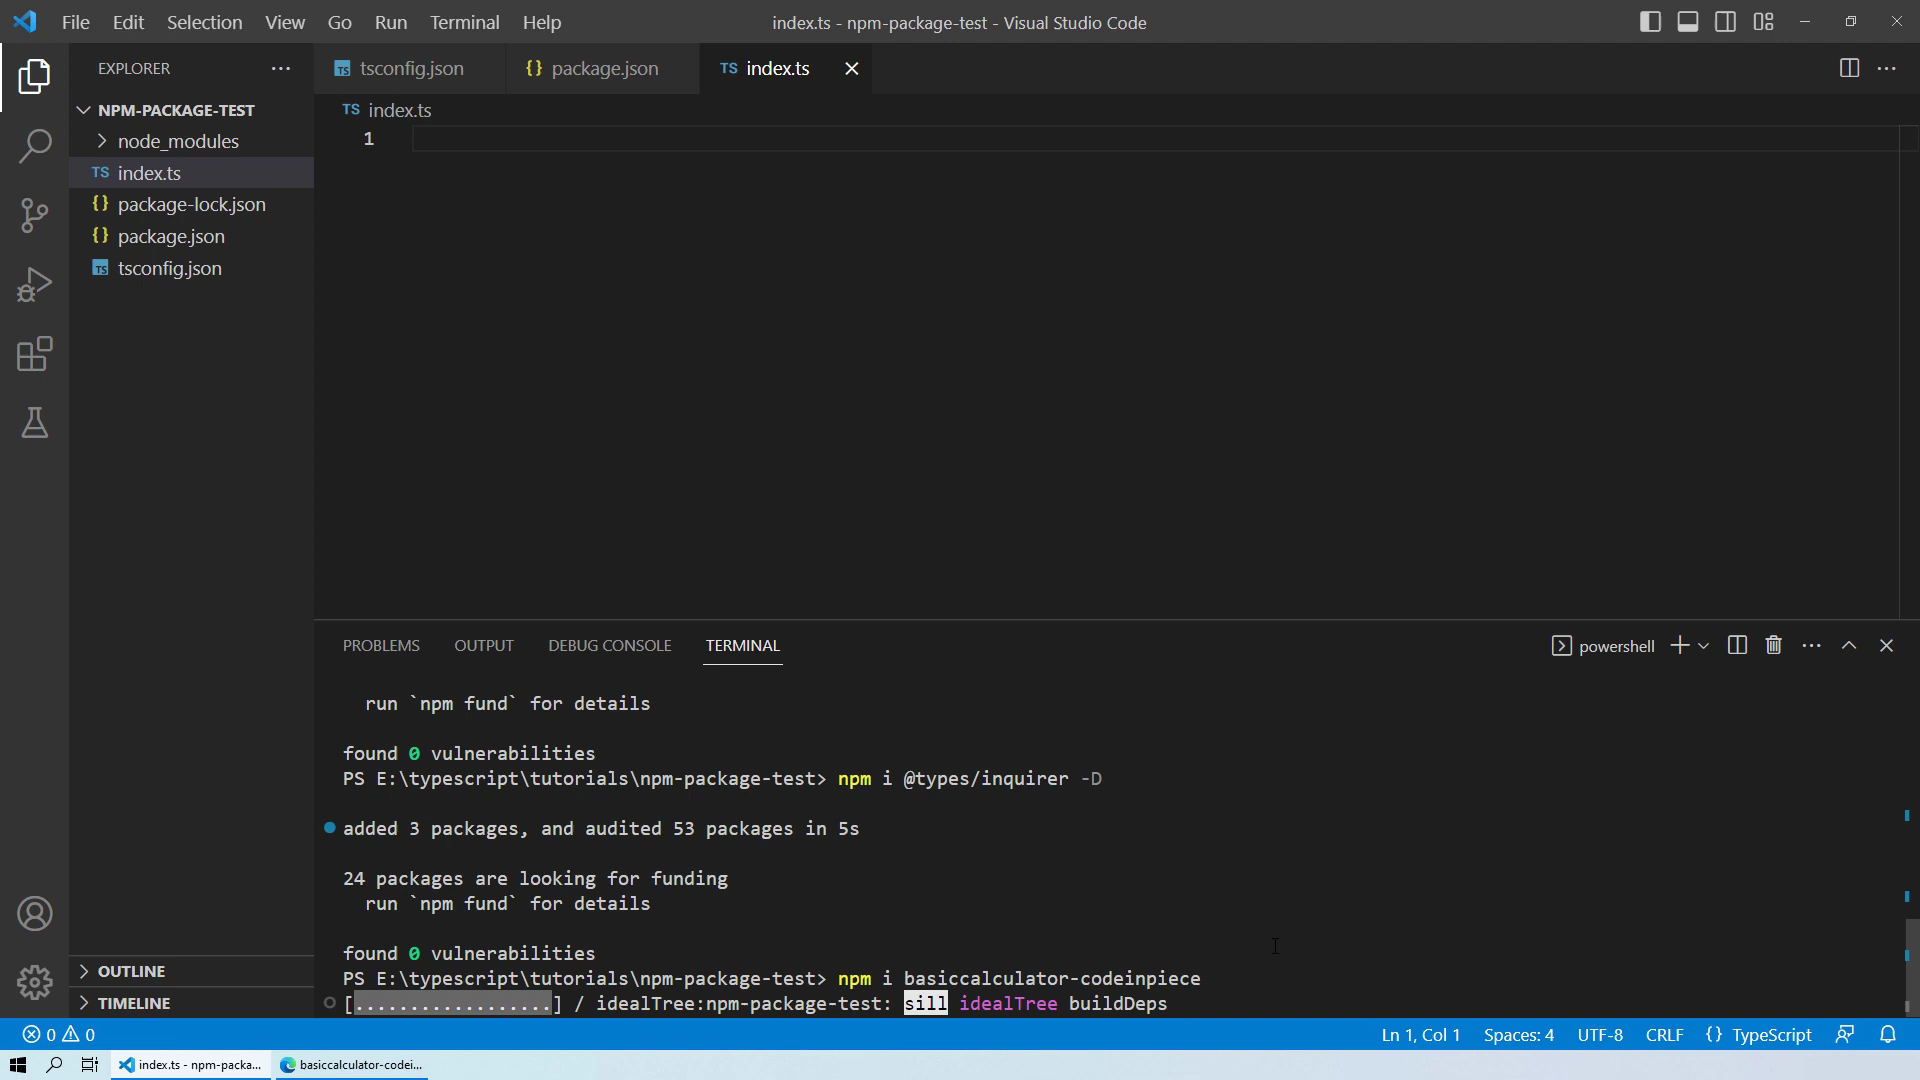 File Edit Selection View Go Run Terminal Help
index.ts - npm-package-test - Visual Studio Code
EXPLORER
NPM-PACKAGE-TEST
node_modules
TS index.ts
{} package-lock.json
{} package.json
TS tsconfig.json
OUTLINE
TIMELINE
TS tsconfig.json
{} package.json
TS index.ts
TS index.ts
1
PROBLEMS OUTPUT DEBUG CONSOLE TERMINAL
powershell
run `npm fund` for details
found 0 vulnerabilities
PS E:\typescript\tutorials\npm-package-test> npm i @types/inquirer -D
added 3 packages, and audited 53 packages in 5s
24 packages are looking for funding
run `npm fund` for details
found 0 vulnerabilities
PS E:\typescript\tutorials\npm-package-test> npm i basiccalculator-codeinpiece
[..................] / idealTree:npm-package-test: sill idealTree buildDeps
0 0
Ln 1, Col 1 Spaces: 4 UTF-8 CRLF {} TypeScript
index.ts - npm-packa...
basiccalculator-codei...